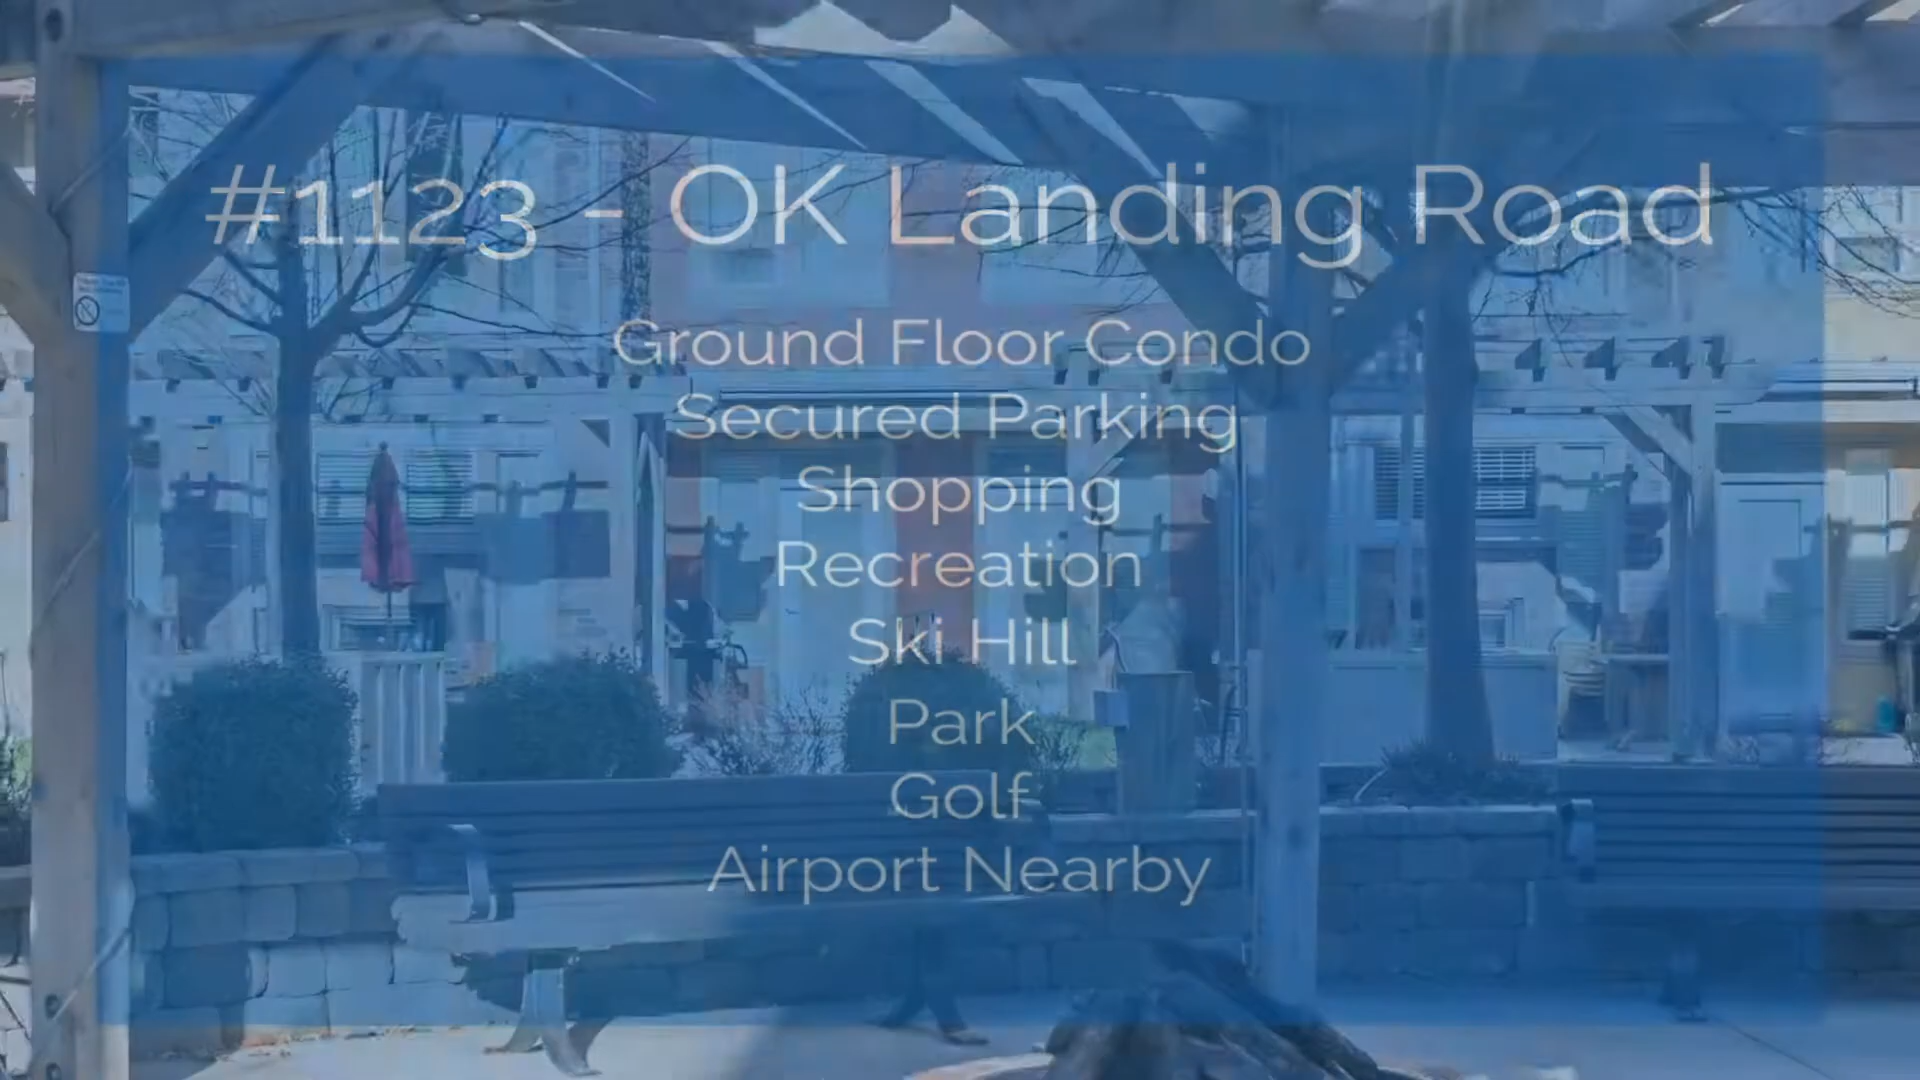 #1123 - OK Landing Road
Ground Floor Condo
Secured Parking
Shopping
Recreation
Ski Hill
Park
Golf
Airport Nearby